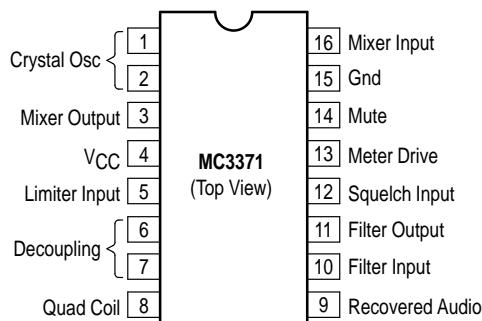 Crystal Osc
1
2
Mixer Output 3
VCC 4
Limiter Input 5
Decoupling
6
7
Quad Coil 8
MC3371
(Top View)
16 Mixer Input
15 Gnd
14 Mute
13 Meter Drive
12 Squelch Input
11 Filter Output
10 Filter Input
9 Recovered Audio